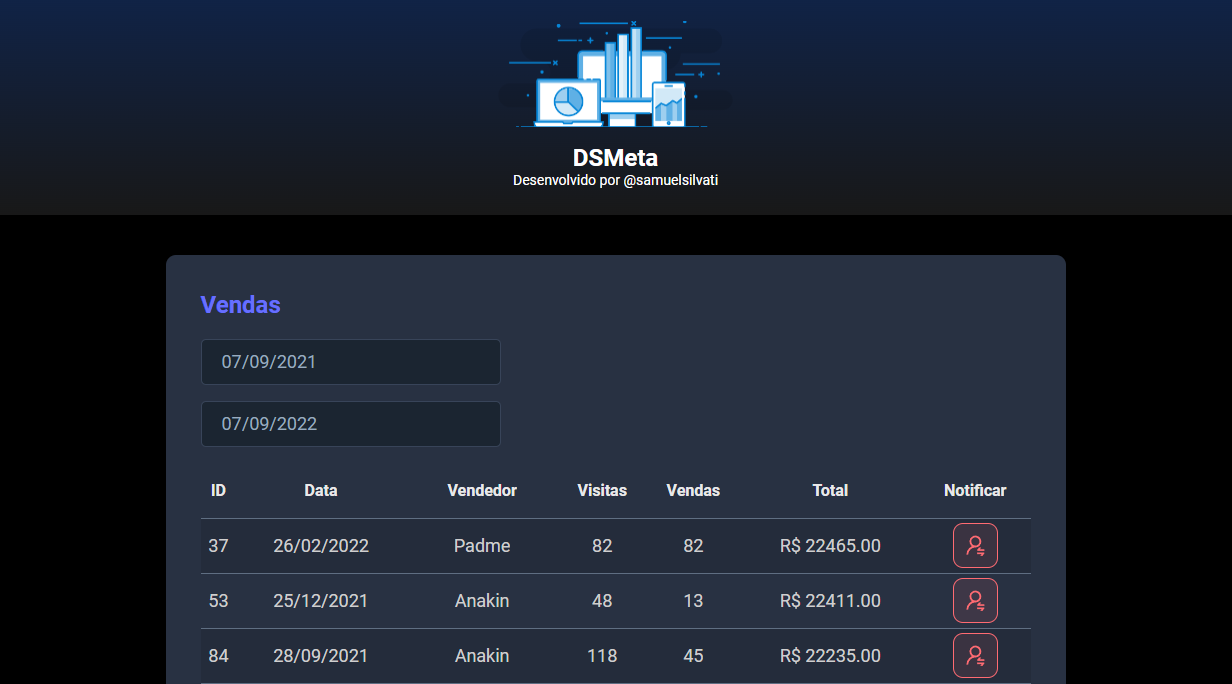 DSMeta
Desenvolvido por @samuelsilvati
Vendas
07/09/2021
07/09/2022
ID Data Vendedor Visitas Vendas Total Notificar
37 26/02/2022 Padme 82 82 R$ 22465.00
53 25/12/2021 Anakin 48 13 R$ 22411.00
84 28/09/2021 Anakin 118 45 R$ 22235.00